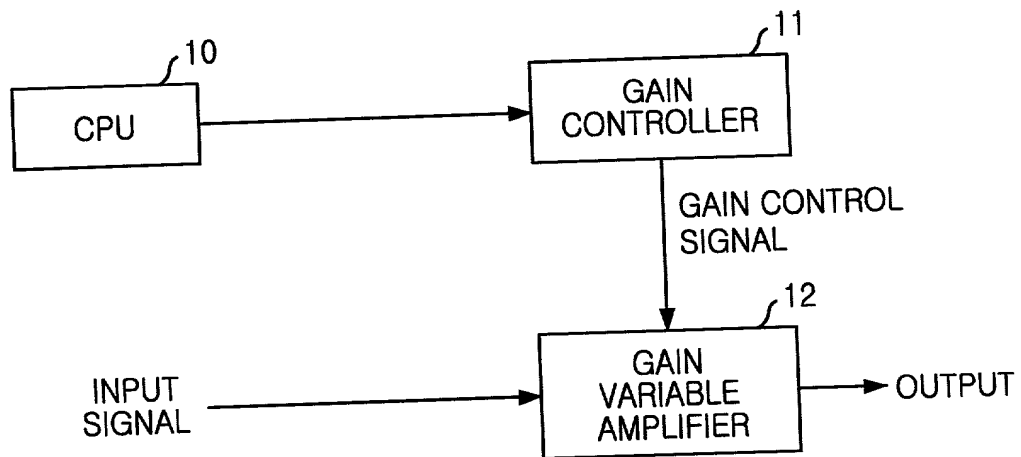 10
CPU
11
GAIN
CONTROLLER
GAIN CONTROL
SIGNAL
12
GAIN
VARIABLE
AMPLIFIER
INPUT
SIGNAL
OUTPUT